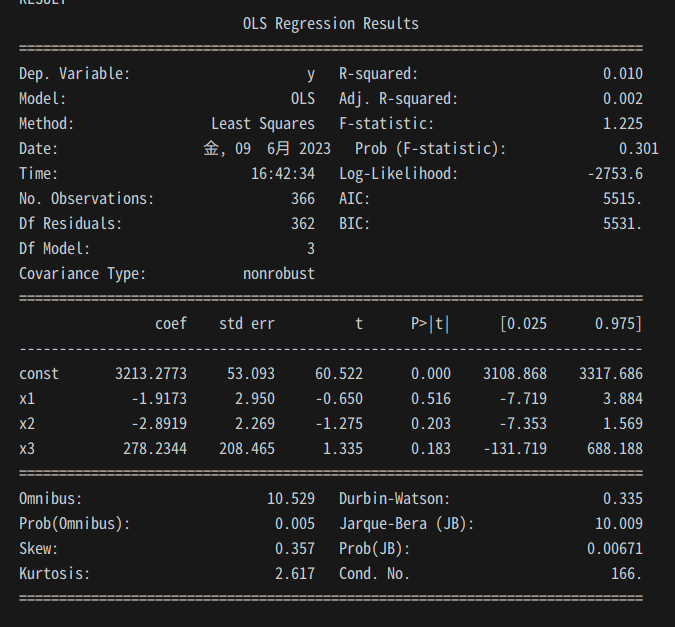 RESULT
OLS Regression Results
==============================================================================
Dep. Variable: y R-squared: 0.010
Model: OLS Adj. R-squared: 0.002
Method: Least Squares F-statistic: 1.225
Date: 金, 09 6月 2023 Prob (F-statistic): 0.301
Time: 16:42:34 Log-Likelihood: -2753.6
No. Observations: 366 AIC: 5515.
Df Residuals: 362 BIC: 5531.
Df Model: 3
Covariance Type: nonrobust
==============================================================================
coef std err t P>|t| [0.025 0.975]
------------------------------------------------------------------------------
const 3213.2773 53.093 60.522 0.000 3108.868 3317.686
x1 -1.9173 2.950 -0.650 0.516 -7.719 3.884
x2 -2.8919 2.269 -1.275 0.203 -7.353 1.569
x3 278.2344 208.465 1.335 0.183 -131.719 688.188
==============================================================================
Omnibus: 10.529 Durbin-Watson: 0.335
Prob(Omnibus): 0.005 Jarque-Bera (JB): 10.009
Skew: 0.357 Prob(JB): 0.00671
Kurtosis: 2.617 Cond. No. 166.
==============================================================================